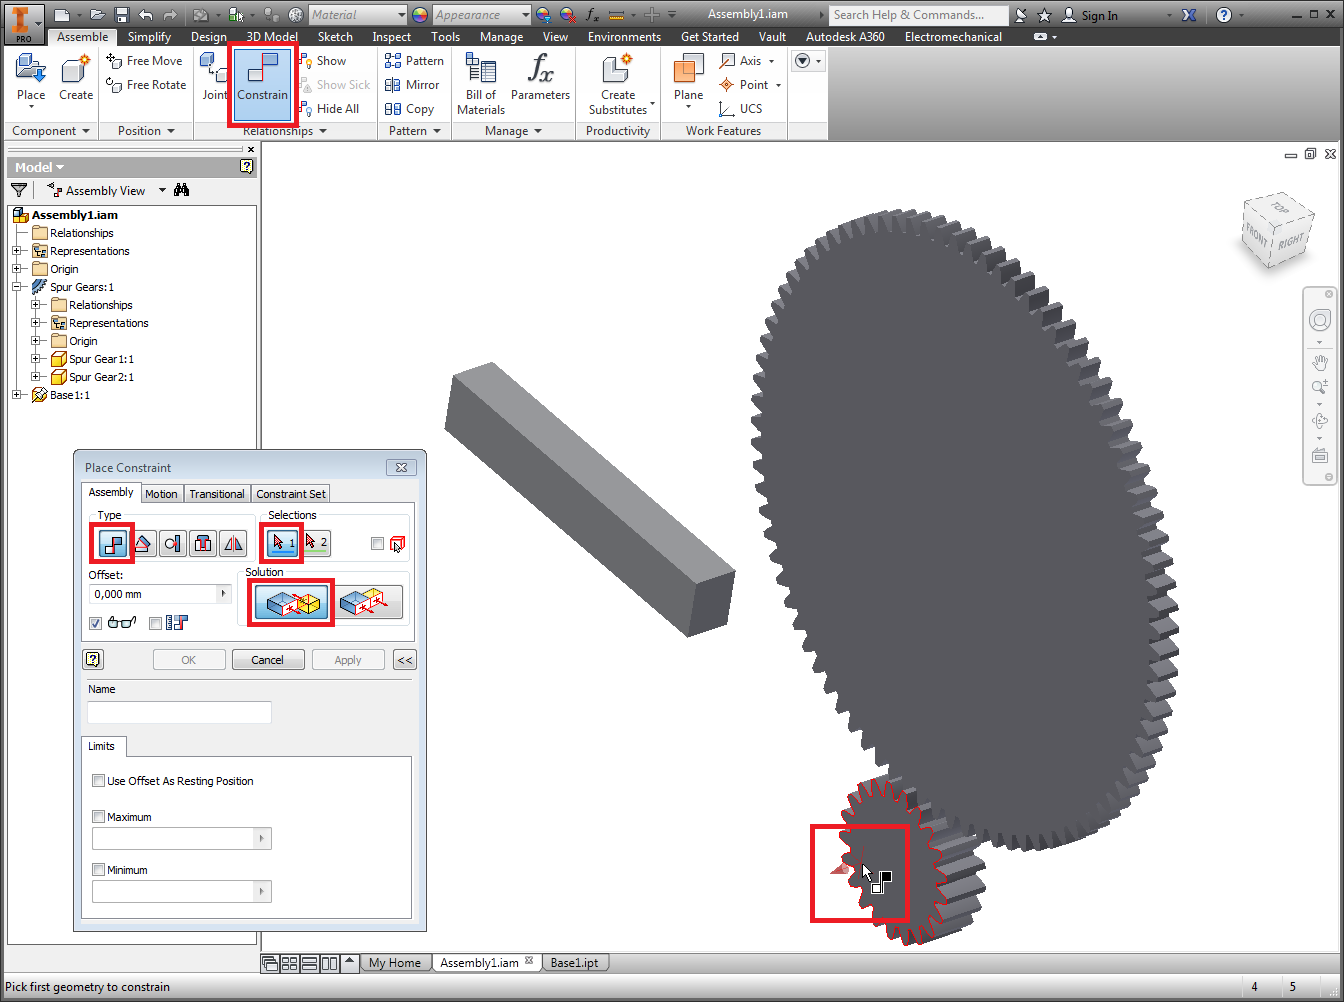 Material
Appearance
Assembly1.iam
Search Help & Commands...
Sign In
PRO
Assemble
Simplify
Design
3D Model
Sketch
Inspect
Tools
Manage
View
Environments
Get Started
Vault
Autodesk A360
Electromechanical
Place
Create
Free Move
Free Rotate
Joint
Constrain
Show
Show Sick
Hide All
Pattern
Mirror
Copy
Bill of
Materials
Parameters
Create
Substitutes
Plane
Axis
Point
UCS
Component
Position
Relationships
Pattern
Manage
Productivity
Work Features
Model
Assembly View
Assembly1.iam
Relationships
Representations
Origin
Spur Gears:1
Relationships
Representations
Origin
Spur Gear1:1
Spur Gear2:1
Base1:1
TOP
FRONT
RIGHT
Place Constraint
Assembly
Motion
Transitional
Constraint Set
Type
Selections
1
2
Offset:
Solution
0,000 mm
OK
Cancel
Apply
<<
Name
Limits
Use Offset As Resting Position
Maximum
Minimum
My Home
Assembly1.iam
Base1.ipt
Pick first geometry to constrain
4
5